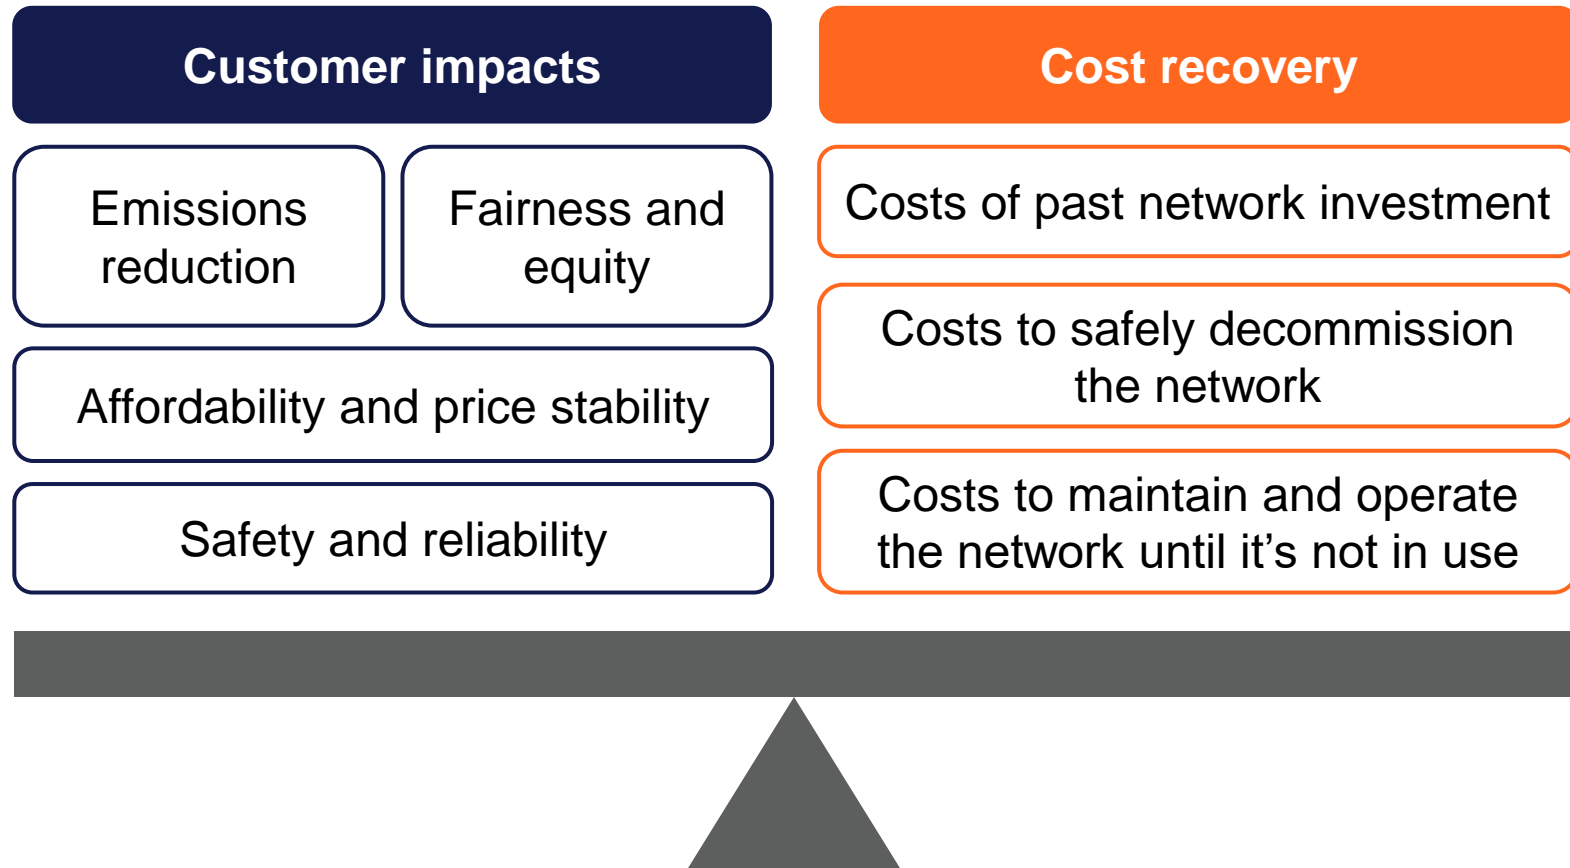 Customer impacts
Emissions
reduction
Fairness and
equity
Affordability and price stability
Safety and reliability
Cost recovery
Costs of past network investment
Costs to safely decommission
the network
Costs to maintain and operate
the network until it’s not in use